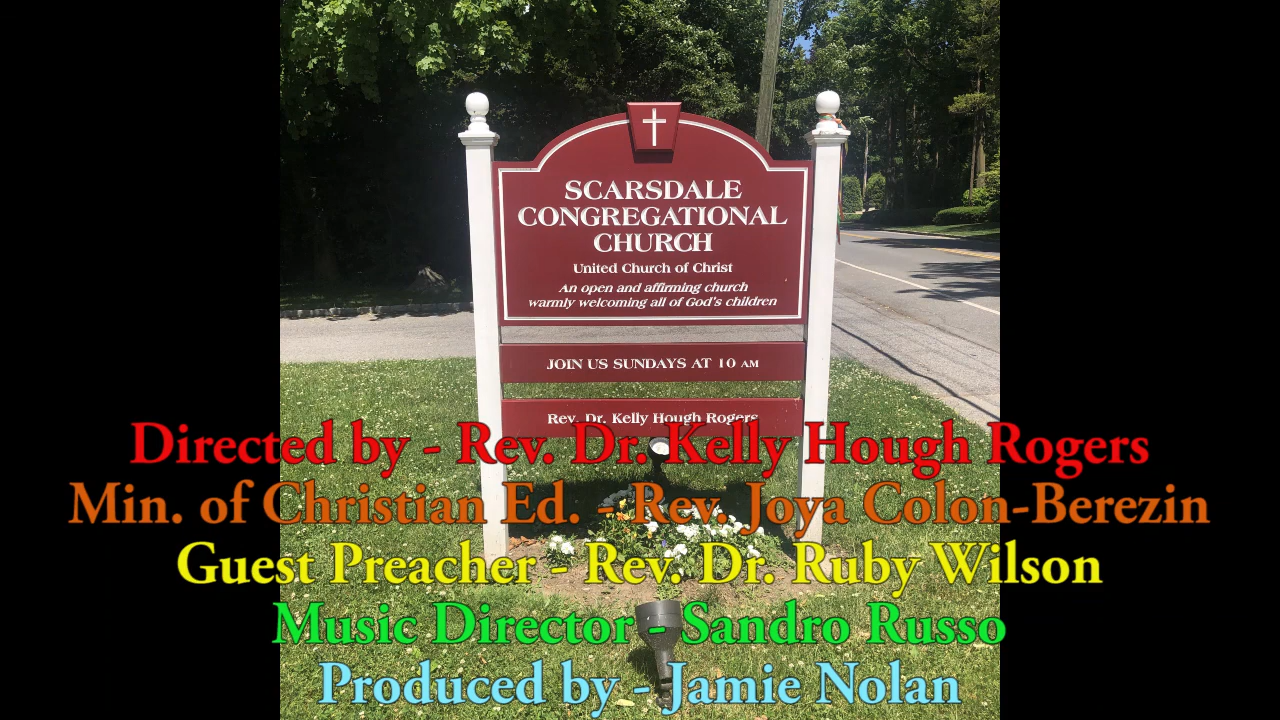 SCARSDALE
CONGREGATIONAL
CHURCH
United Church of Christ
An open and affirming church
warmly welcoming all of God's children
JOIN US SUNDAYS AT 10 AM
Rev. Dr. Kelly Hough Rogers
Directed by - Rev. Dr. Kelly Hough Rogers
Min. of Christian Ed. - Rev. Joya Colon-Berezin
Guest Preacher - Rev. Dr. Ruby Wilson
Music Director - Sandro Russo
Produced by - Jamie Nolan